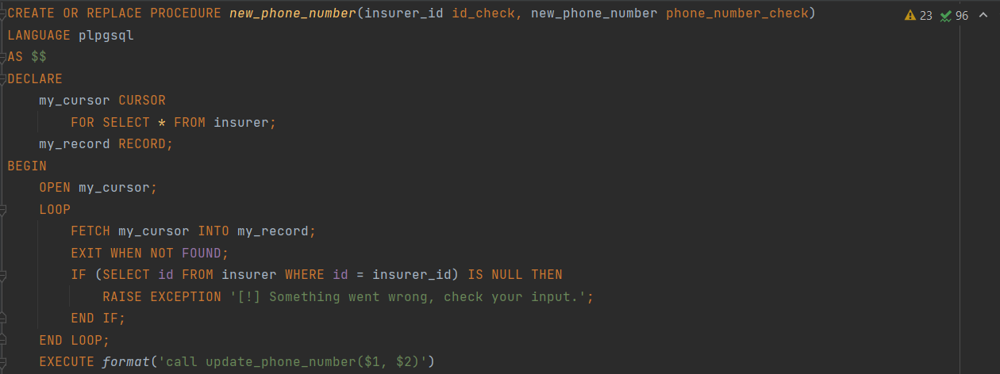 CREATE OR REPLACE PROCEDURE new_phone_number(insurer_id id_check, new_phone_number phone_number_check)
23 96
LANGUAGE plpgsql
AS $$
DECLARE
    my_cursor CURSOR
        FOR SELECT * FROM insurer;
    my_record RECORD;
BEGIN
    OPEN my_cursor;
    LOOP
        FETCH my_cursor INTO my_record;
        EXIT WHEN NOT FOUND;
        IF (SELECT id FROM insurer WHERE id = insurer_id) IS NULL THEN
            RAISE EXCEPTION '[!] Something went wrong, check your input.';
        END IF;
    END LOOP;
    EXECUTE format('call update_phone_number($1, $2)')